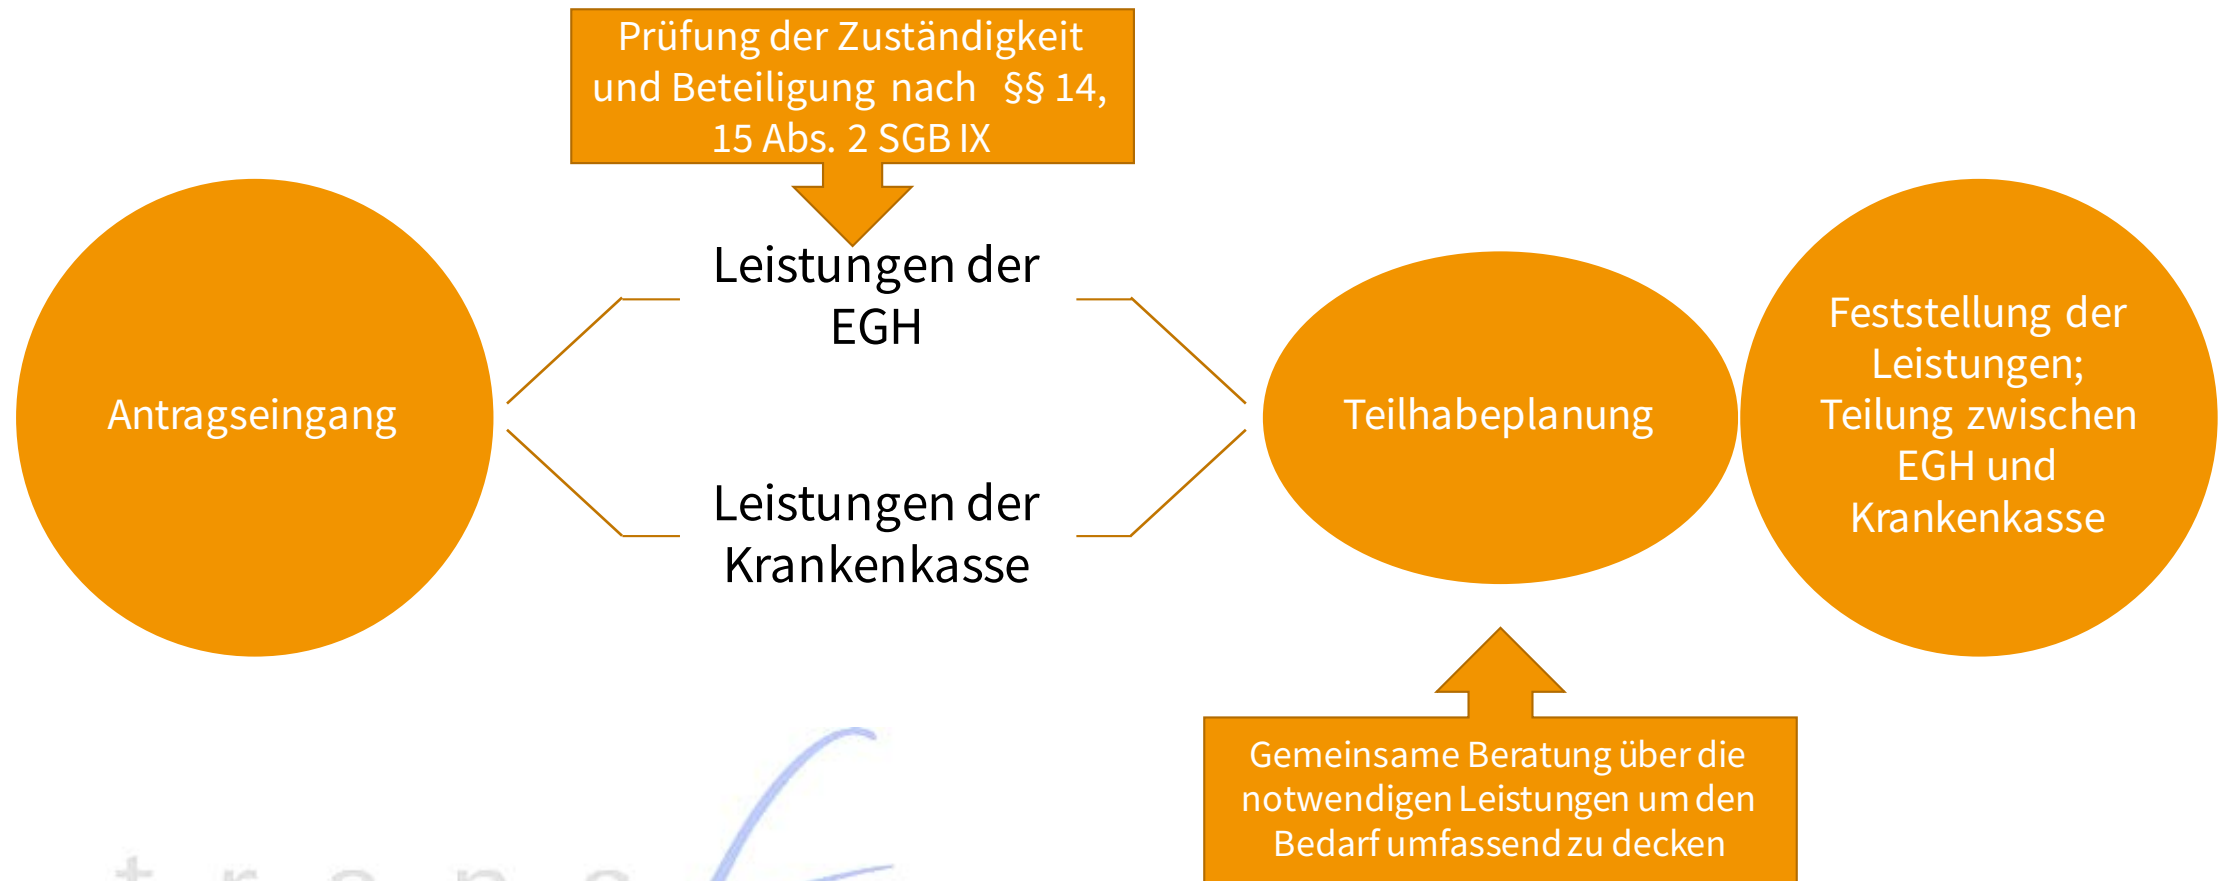 Prüfung der Zuständigkeit
und Beteiligung nach §§ 14,
15 Abs. 2 SGB IX
Antragseingang
Leistungen der
EGH
Leistungen der
Krankenkasse
Teilhabeplanung
Feststellung der
Leistungen;
Teilung zwischen
EGH und
Krankenkasse
Gemeinsame Beratung über die
notwendigen Leistungen um den
Bedarf umfassend zu decken